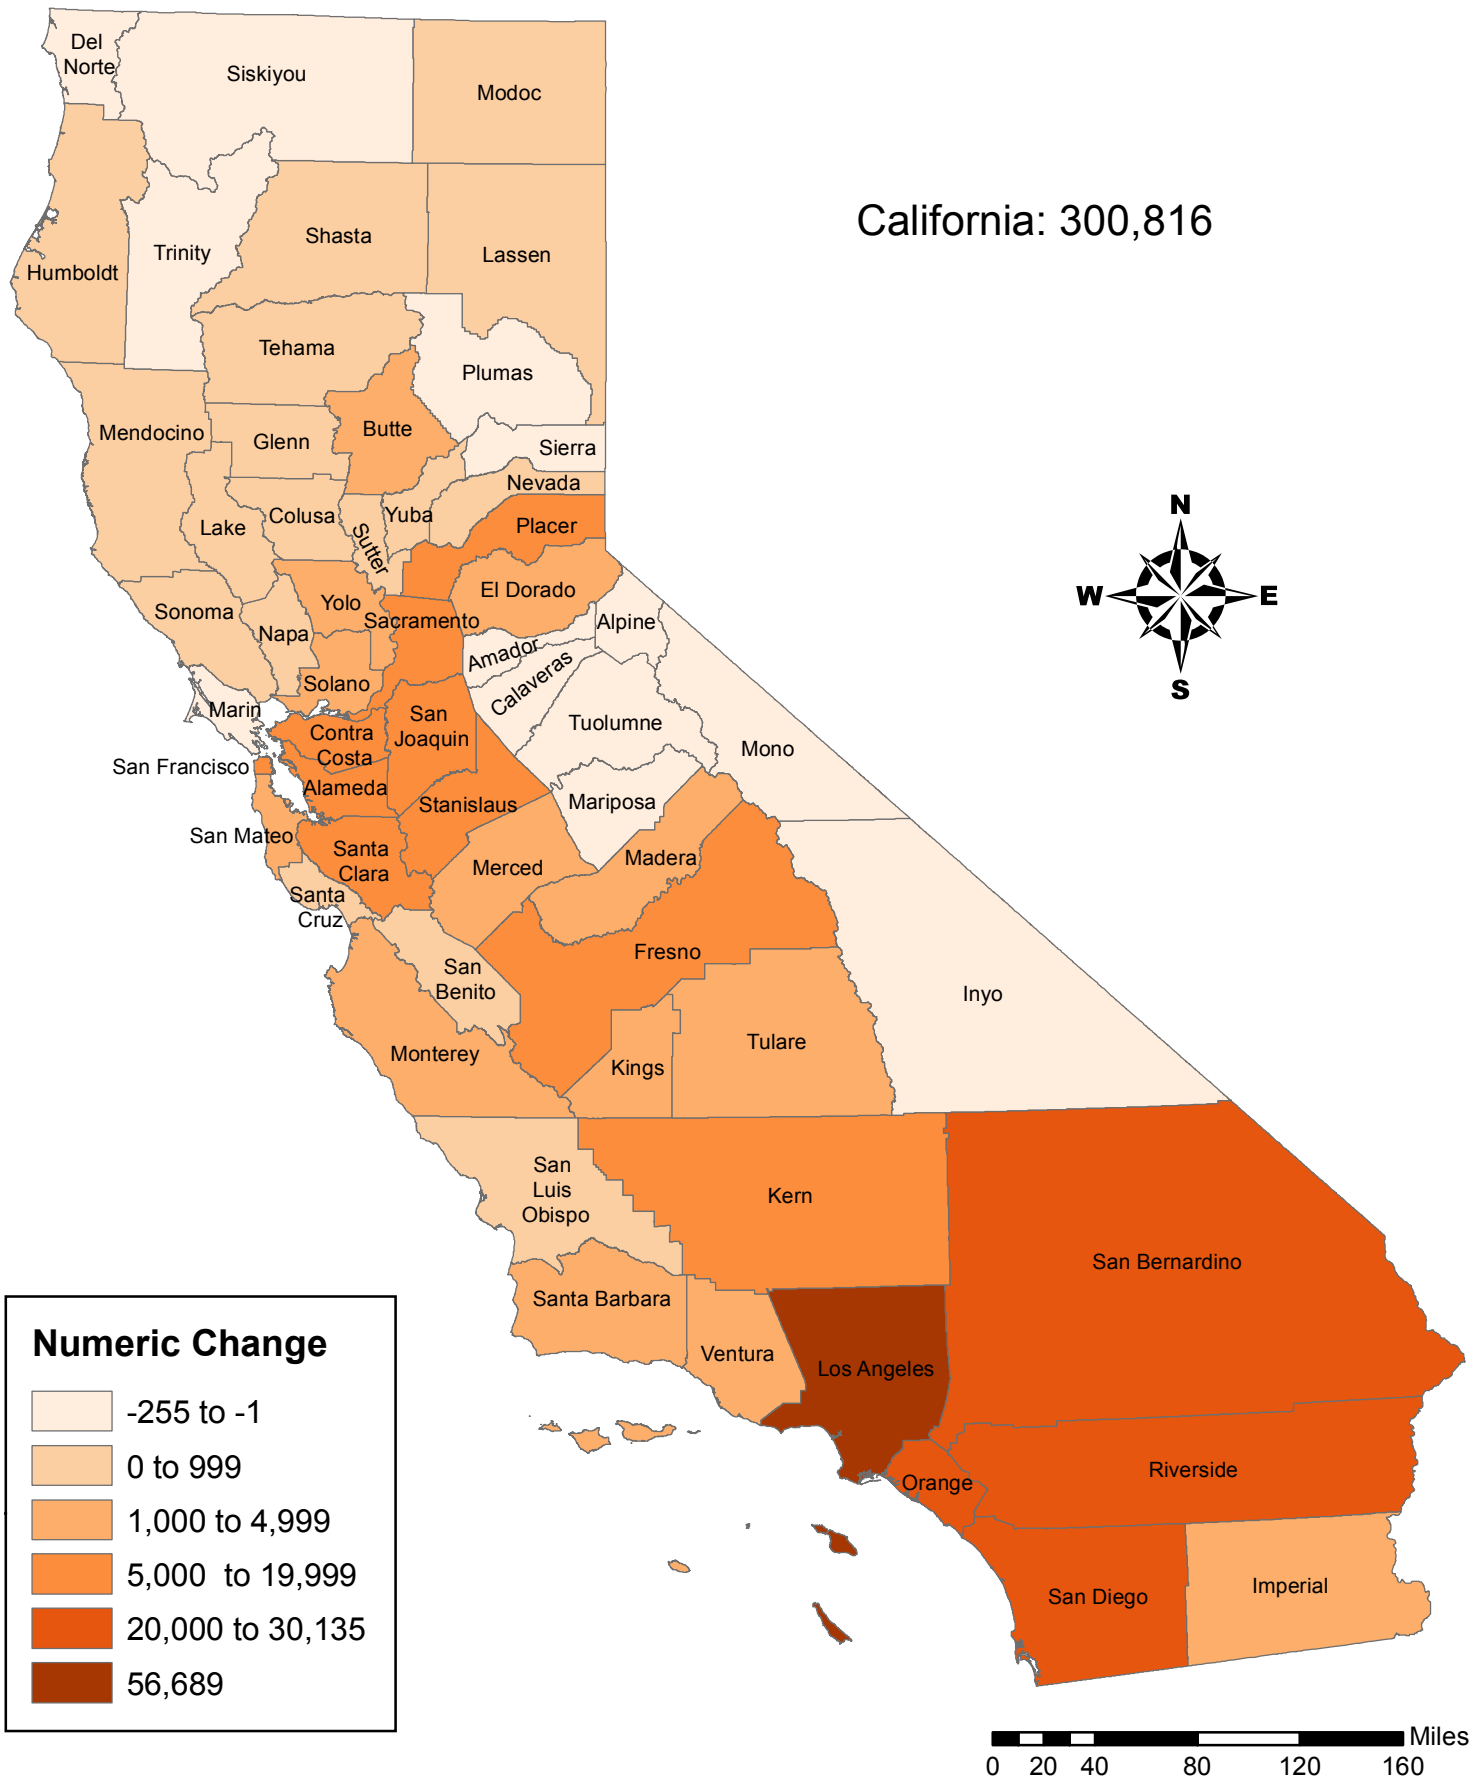 Del
Norte
Siskiyou
Modoc
Humboldt
Trinity
Shasta
Lassen
California: 300,816
Tehama
Plumas
Mendocino
Glenn
Butte
Sierra
Nevada
Lake
Colusa
Sutter
Yuba
Placer
N
W
E
S
Sonoma
Napa
Yolo
Sacramento
El Dorado
Alpine
Amador
Calaveras
Solano
Marin
Contra
Costa
San
Joaquin
Tuolumne
Mono
San Francisco
Alameda
Stanislaus
Mariposa
San Mateo
Santa
Clara
Merced
Madera
Santa
Cruz
Fresno
San
Benito
Inyo
Monterey
Kings
Tulare
San
Luis
Obispo
Kern
San Bernardino
Santa Barbara
Ventura
Los Angeles
Orange
Riverside
San Diego
Imperial
Numeric Change
-255 to -1
0 to 999
1,000 to 4,999
5,000  to 19,999
20,000 to 30,135
56,689
Miles
0 20 40 80 120 160